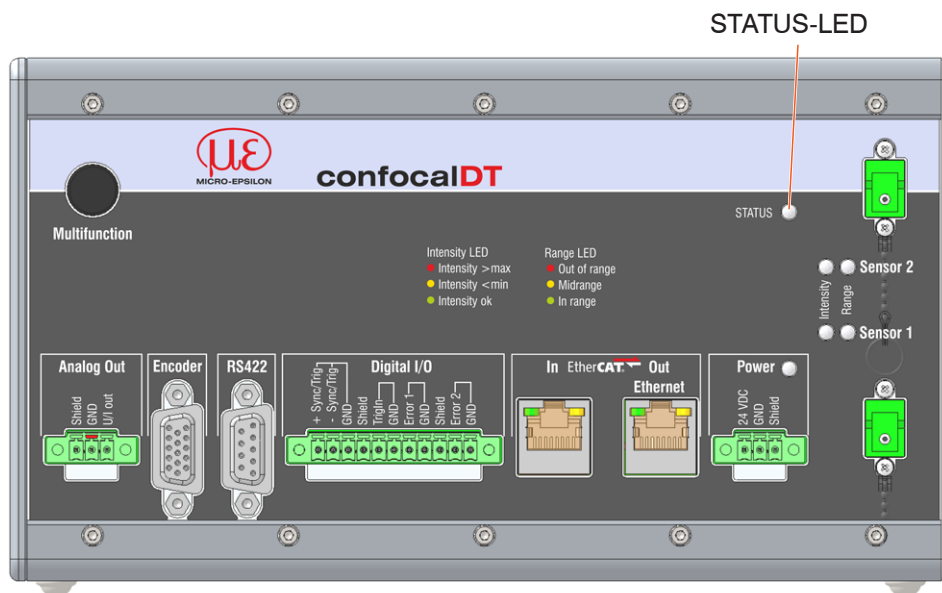 STATUS-LED
με
MICRO-EPSILON
confocalDT
Multifunction
STATUS
Intensity LED
Intensity >max
Intensity <min
Intensity ok
Range LED
Out of range
Midrange
In range
Sensor 2
Intensity
Range
Sensor 1
Analog Out
Shield
GND
U/I out
Encoder
RS422
Digital I/O
+ Sync/Trig
- Sync/Trig
GND
Shield
TrigIn
GND
Error 1
GND
Shield
Error 2
GND
In EtherCAT Out
Ethernet
Power
24 VDC
GND
Shield